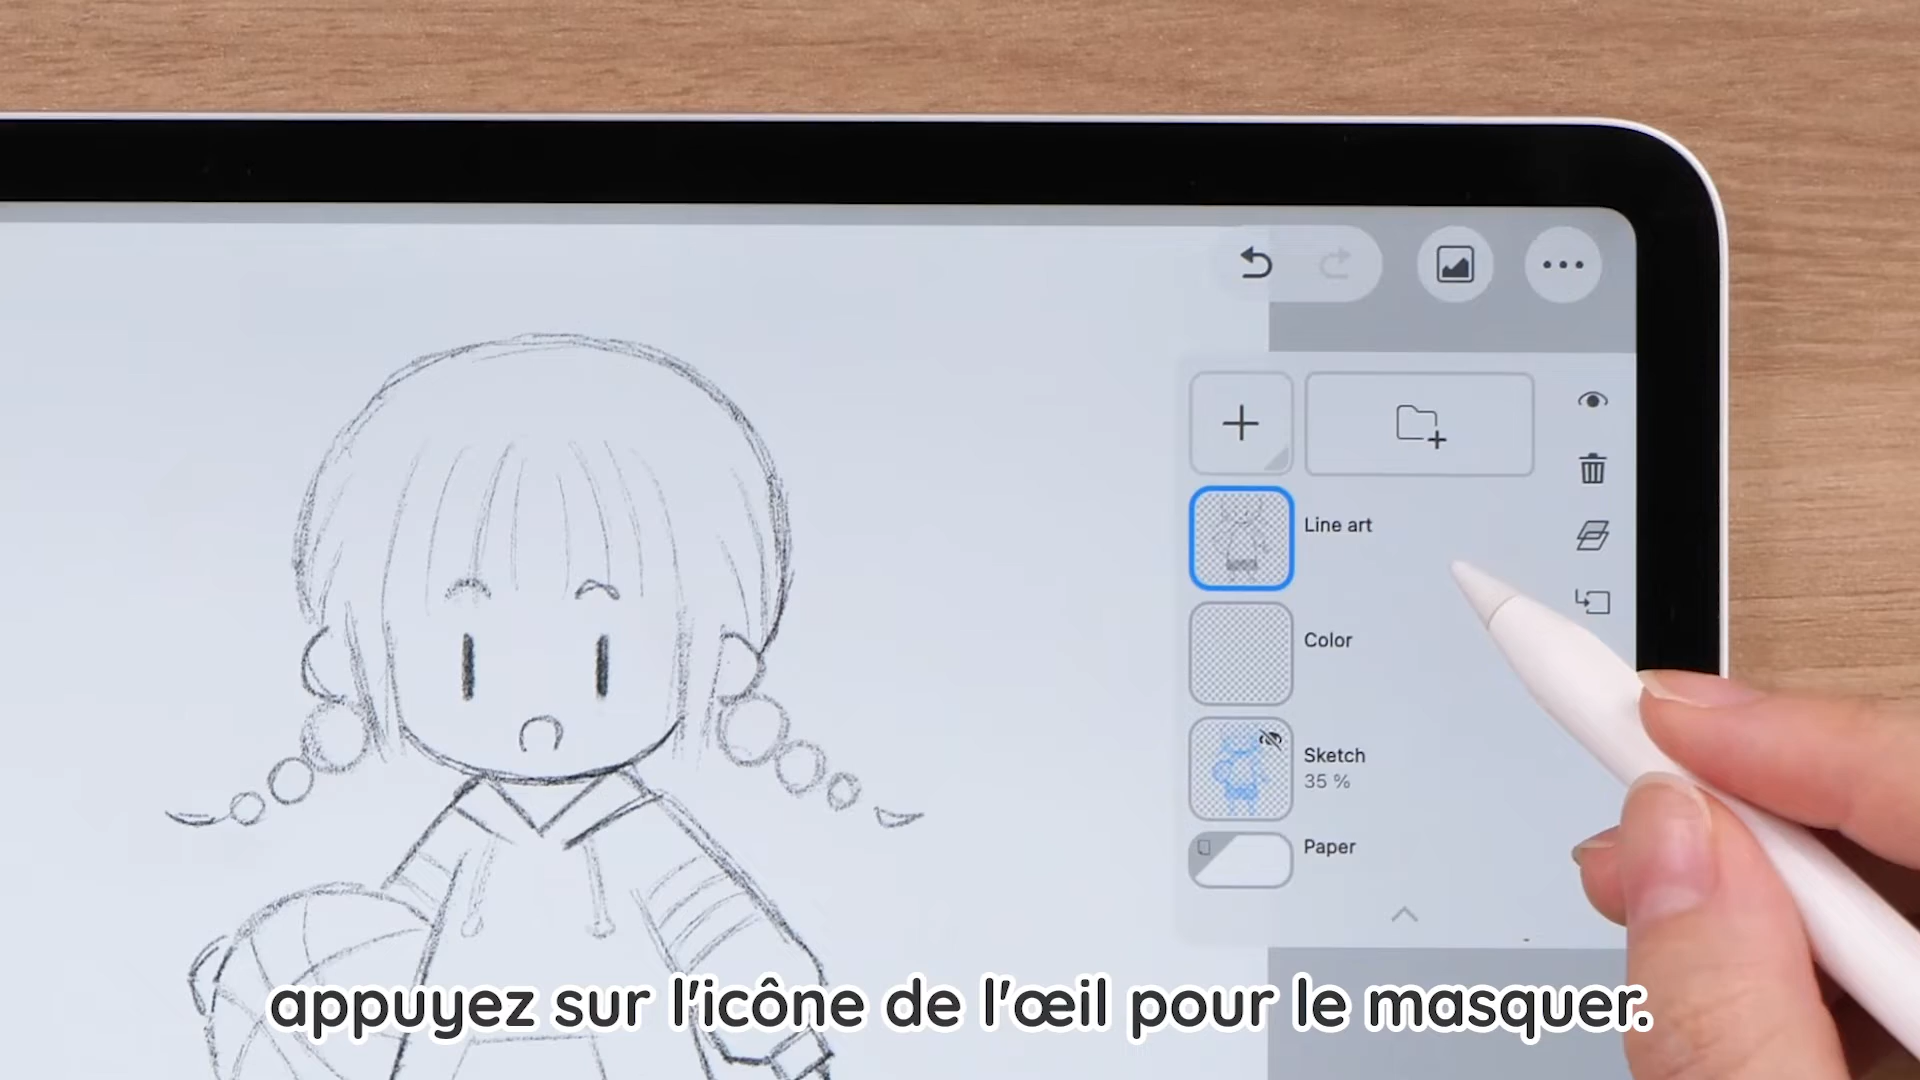 Line art
Color
Sketch
35 %
Paper
appuyez sur l'icône de l'œil pour le masquer.